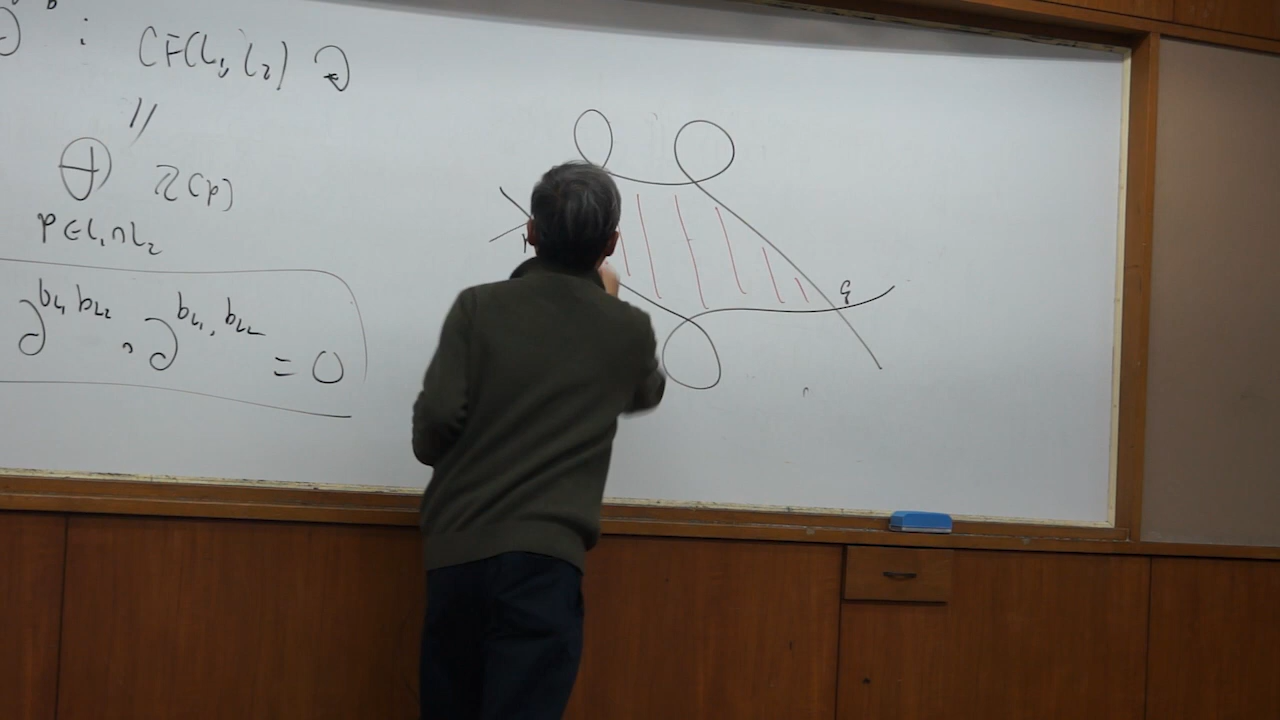 : CF(L₁, L₂)
//
⊕ ℤ(p)
p∈L₁∩L₂
∂^{b_{L₁} b_{L₂}} ∘ ∂^{b_{L₁}, b_{L₂}} = 0
q